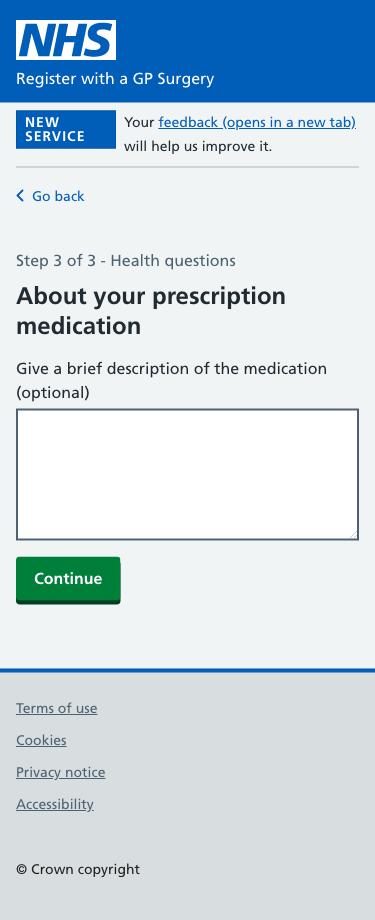 NHS
Register with a GP Surgery
NEW
SERVICE
Your feedback (opens in a new tab)
will help us improve it.
Go back
Step 3 of 3 - Health questions
About your prescription
medication
Give a brief description of the medication
(optional)
Continue
Terms of use
Cookies
Privacy notice
Accessibility
© Crown copyright